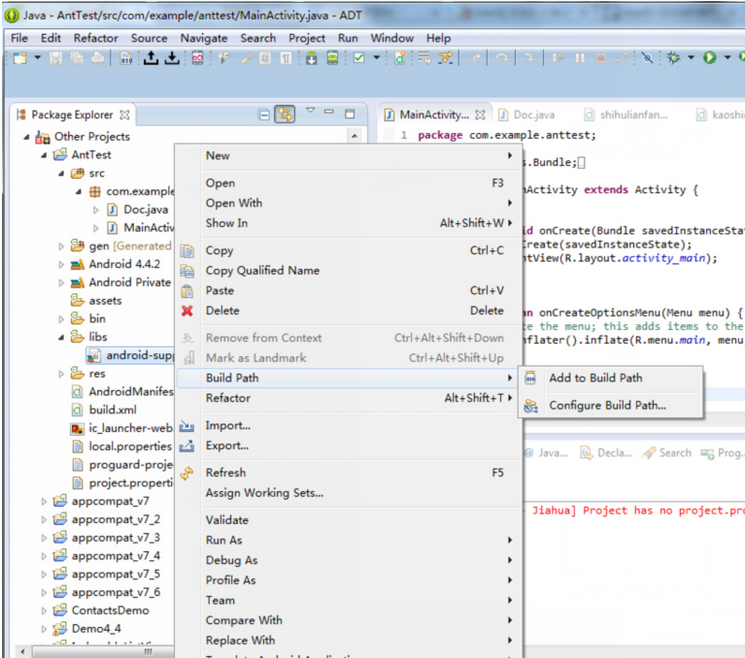 Java - AntTest/src/com/example/anttest/MainActivity.java - ADT
File Edit Refactor Source Navigate Search Project Run Window Help
Package Explorer
Other Projects
AntTest
src
com.example
Doc.java
MainActiv
gen [Generated
Android 4.4.2
Android Private
assets
bin
libs
android-supp
res
AndroidManifes
build.xml
ic_launcher-web
local.properties
proguard-proje
project.properti
appcompat_v7
appcompat_v7_2
appcompat_v7_3
appcompat_v7_4
appcompat_v7_5
appcompat_v7_6
ContactsDemo
Demo4_4
New
Open F3
Open With
Show In Alt+Shift+W
Copy Ctrl+C
Copy Qualified Name
Paste Ctrl+V
Delete Delete
Remove from Context Ctrl+Alt+Shift+Down
Mark as Landmark Ctrl+Alt+Shift+Up
Build Path
Refactor Alt+Shift+T
Import...
Export...
Refresh F5
Assign Working Sets...
Validate
Run As
Debug As
Profile As
Team
Compare With
Replace With
Add to Build Path
Configure Build Path...
MainActivity... Doc.java shihulianfan... kaoshi
1 package com.example.anttest;
s.Bundle;
nActivity extends Activity {
id onCreate(Bundle savedInstanceSta
Create(savedInstanceState);
ntView(R.layout.activity_main);
an onCreateOptionsMenu(Menu menu) {
te the menu; this adds items to the
nflater().inflate(R.menu.main, menu
@ Java... Decla... Search Prog...
Jiahua] Project has no project.pro